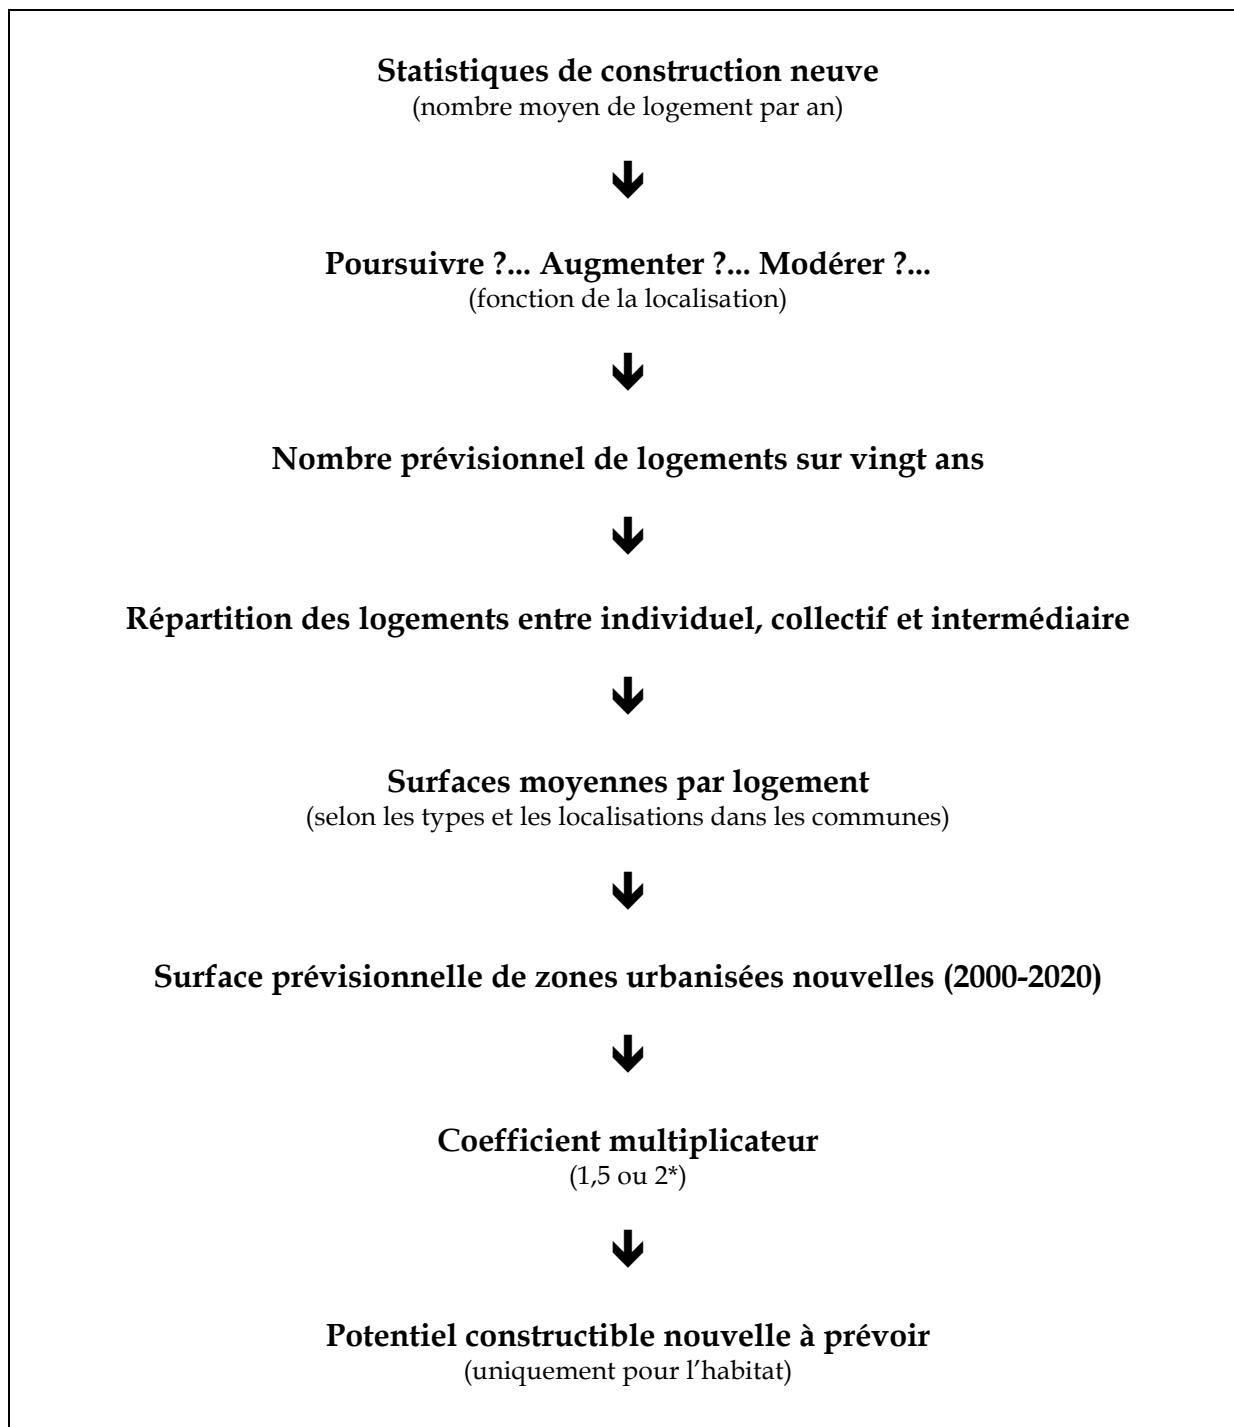 Statistiques de construction neuve
(nombre moyen de logement par an)
Poursuivre ?... Augmenter ?... Modérer ?...
(fonction de la localisation)
Nombre prévisionnel de logements sur vingt ans
Répartition des logements entre individuel, collectif et intermédiaire
Surfaces moyennes par logement
(selon les types et les localisations dans les communes)
Surface prévisionnelle de zones urbanisées nouvelles (2000-2020)
Coefficient multiplicateur
(1,5 ou 2*)
Potentiel constructible nouvelle à prévoir
(uniquement pour l'habitat)